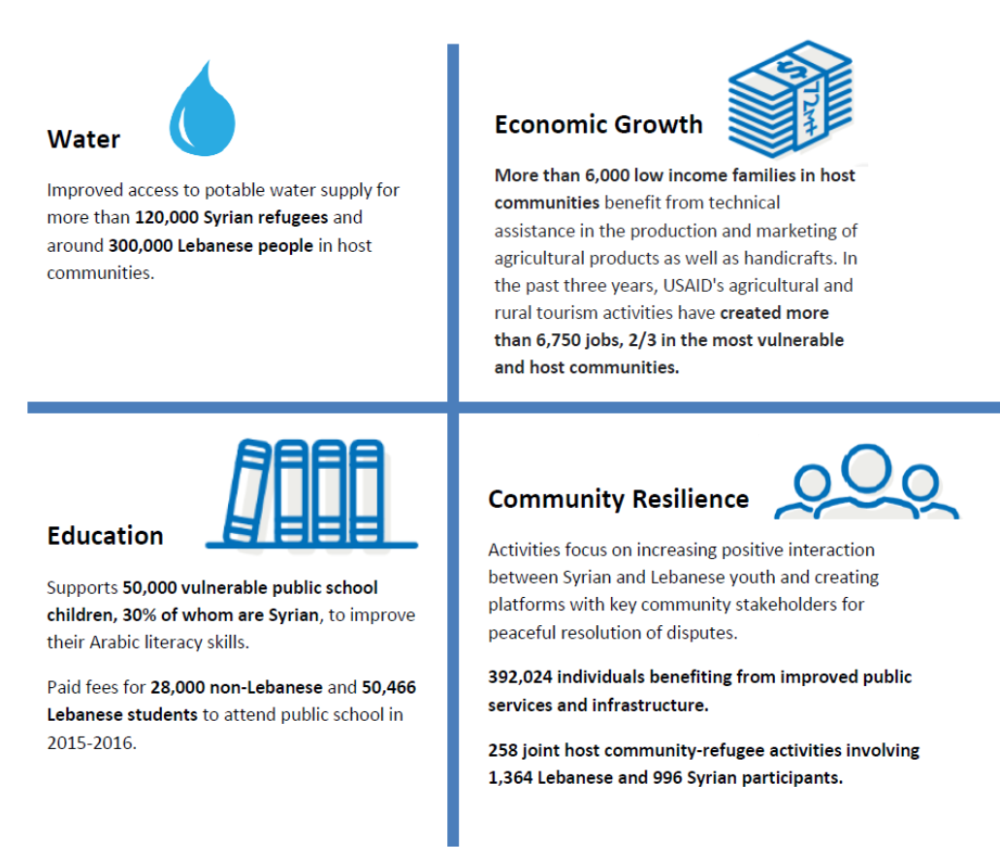 Water
Improved access to potable water supply for
more than 120,000 Syrian refugees and
around 300,000 Lebanese people in host
communities.
Economic Growth
$
72M+
More than 6,000 low income families in host
communities benefit from technical
assistance in the production and marketing of
agricultural products as well as handicrafts. In
the past three years, USAID's agricultural and
rural tourism activities have created more
than 6,750 jobs, 2/3 in the most vulnerable
and host communities.
Education
Supports 50,000 vulnerable public school
children, 30% of whom are Syrian, to improve
their Arabic literacy skills.
Paid fees for 28,000 non-Lebanese and 50,466
Lebanese students to attend public school in
2015-2016.
Community Resilience
Activities focus on increasing positive interaction
between Syrian and Lebanese youth and creating
platforms with key community stakeholders for
peaceful resolution of disputes.
392,024 individuals benefiting from improved public
services and infrastructure.
258 joint host community-refugee activities involving
1,364 Lebanese and 996 Syrian participants.